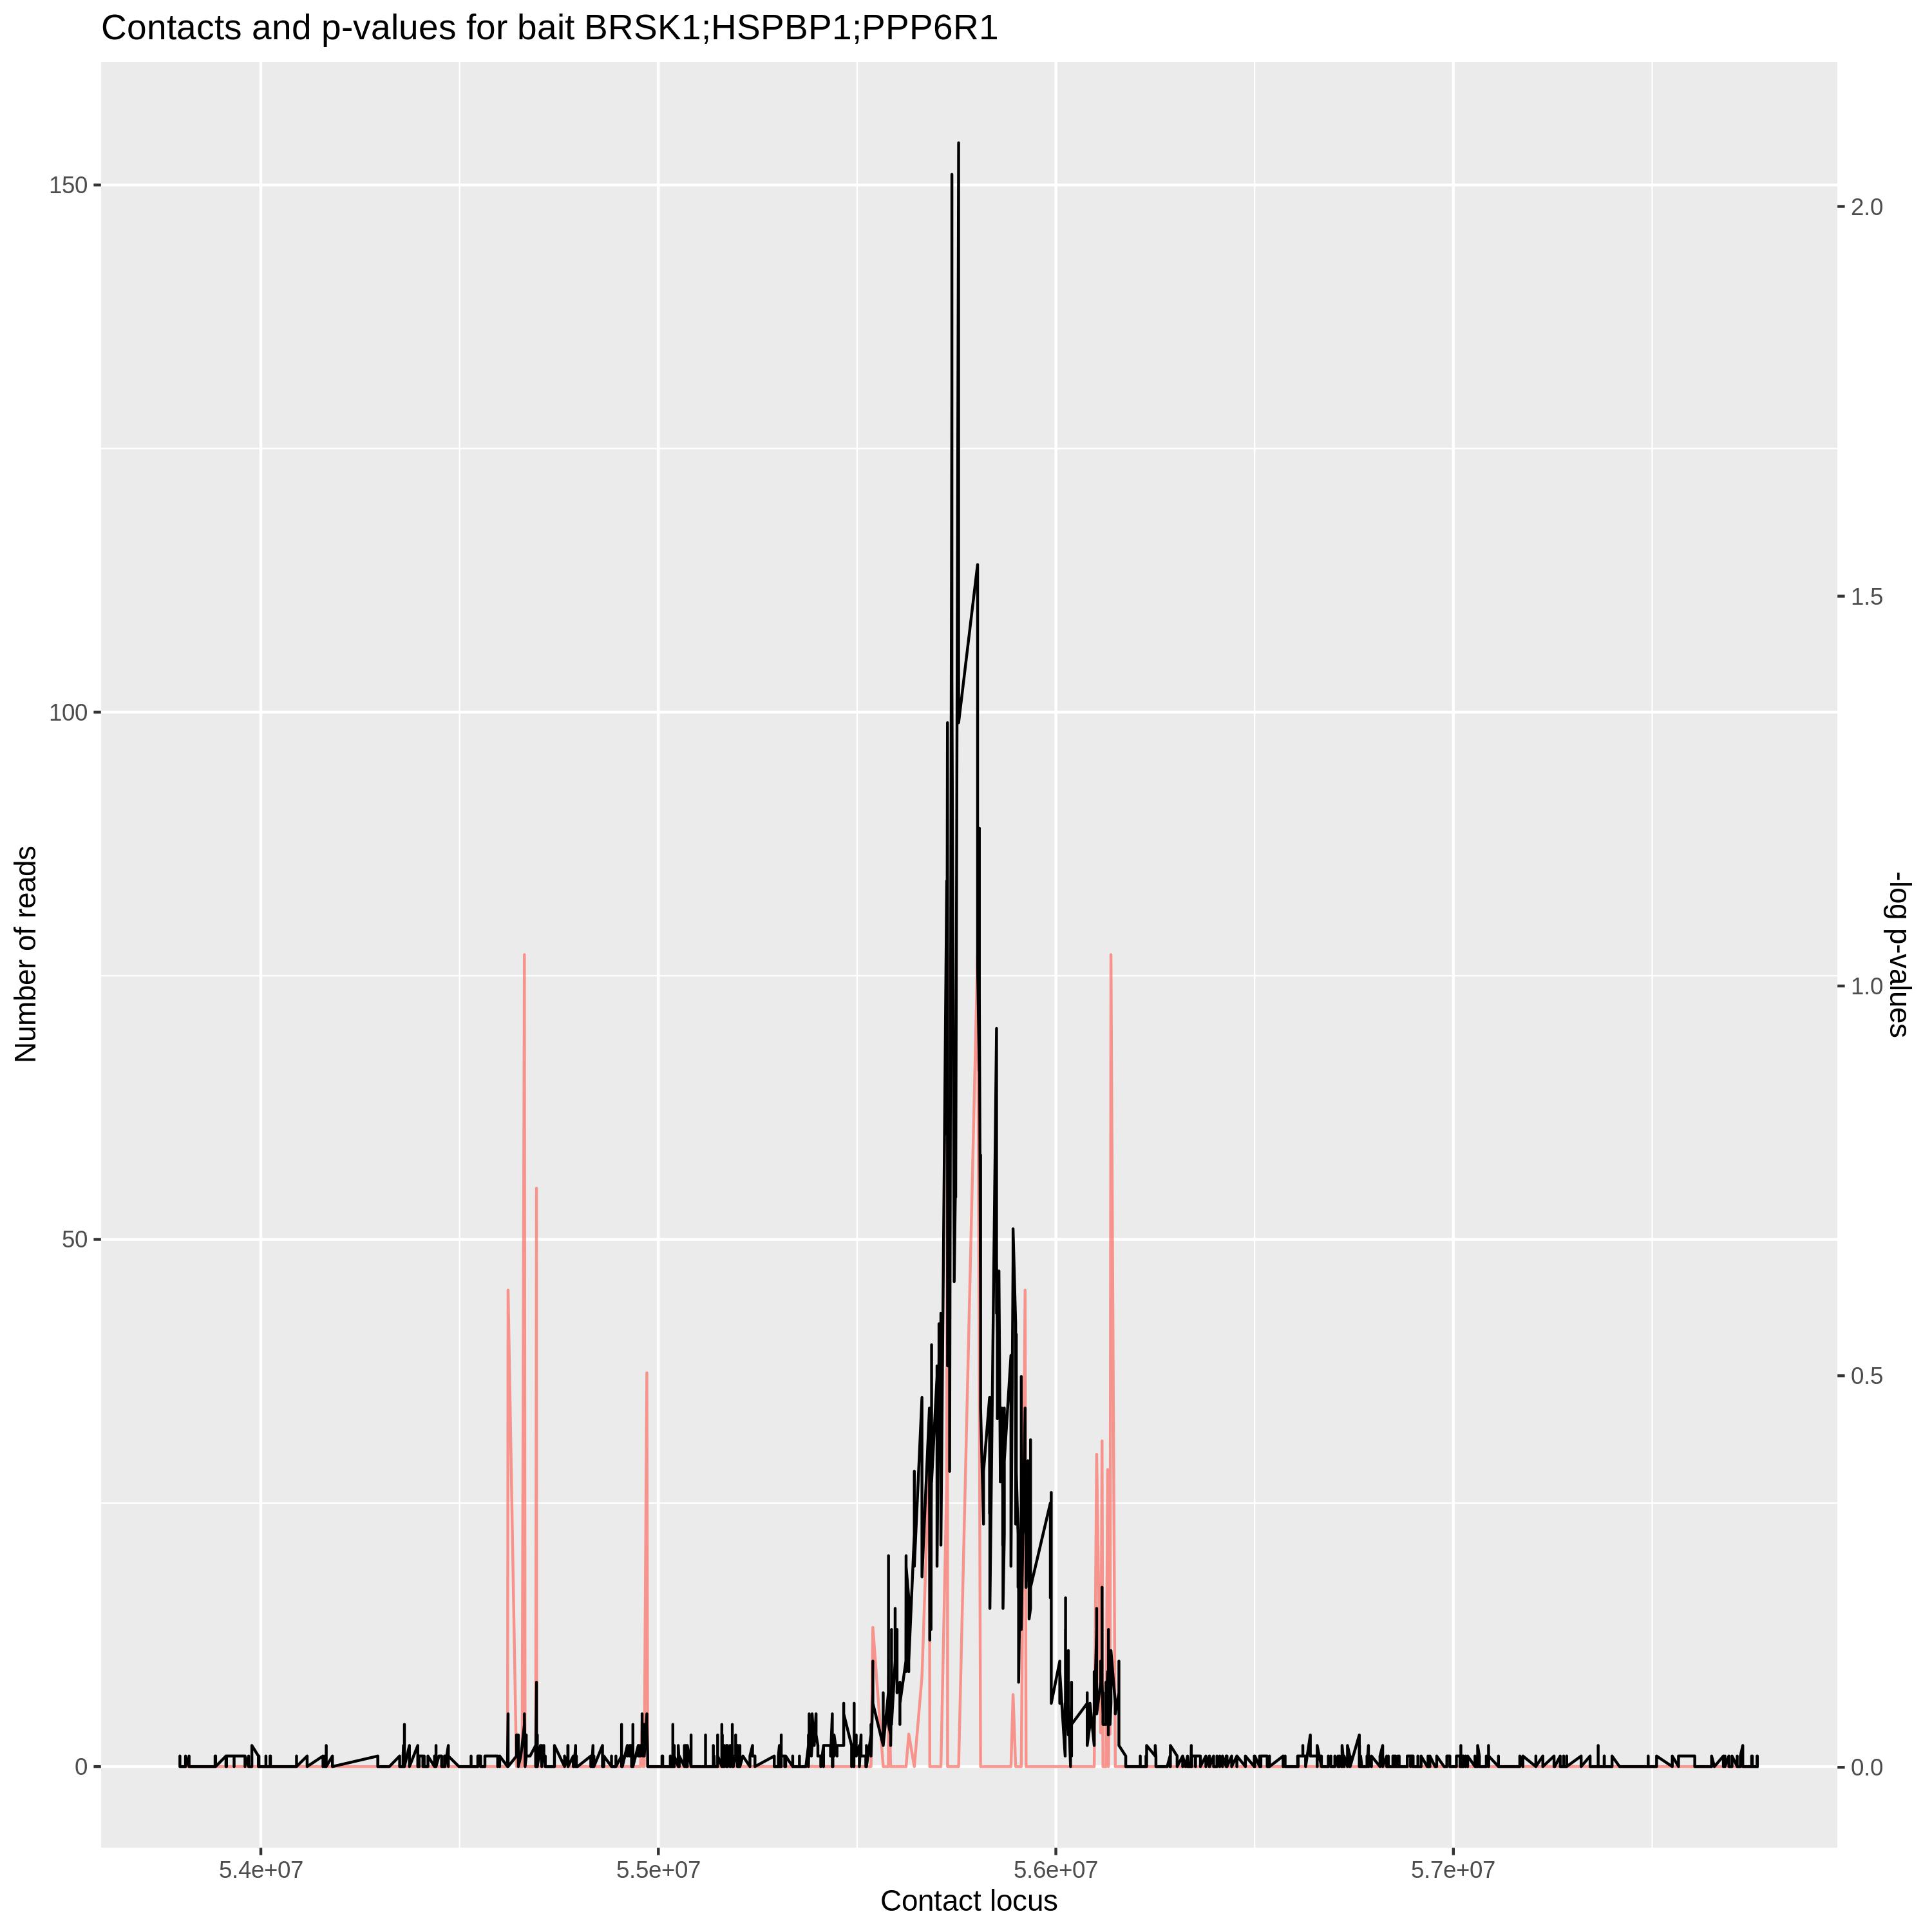 Contacts and p-values for bait BRSK1;HSPBP1;PPP6R1
150
100
50
0
Number of reads
2.0
1.5
1.0
0.5
0.0
-log p-values
5.4e+07 5.5e+07 5.6e+07 5.7e+07
Contact locus